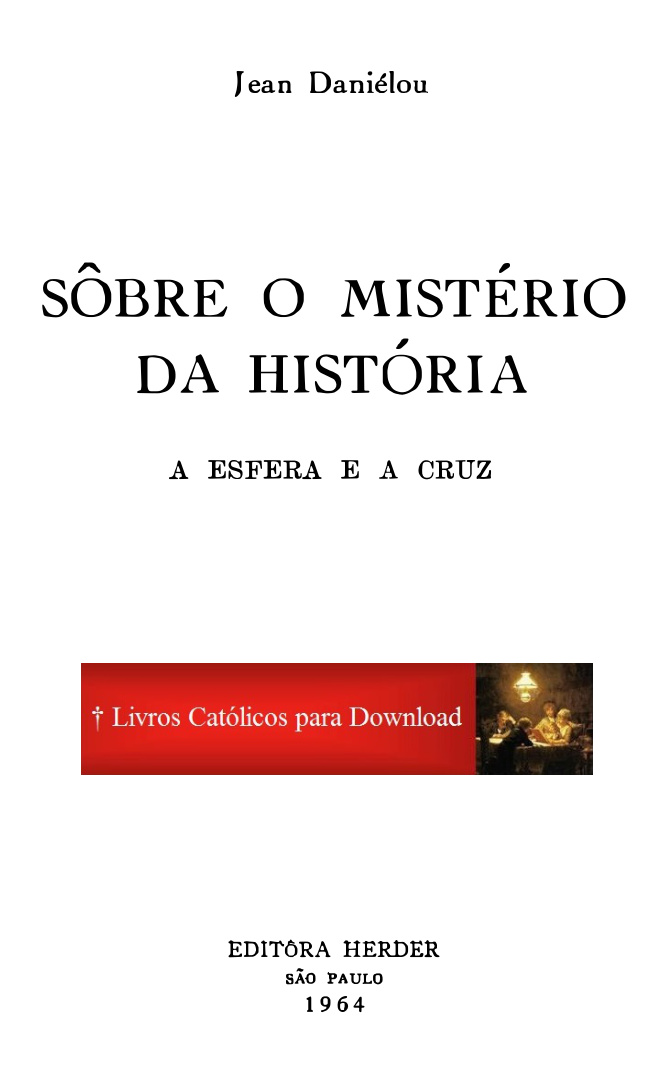 Jean Daniélou
SÔBRE O MISTÉRIO
DA HISTÓRIA
A ESFERA E A CRUZ
† Livros Católicos para Download
EDITÔRA HERDER
SÃO PAULO
1964